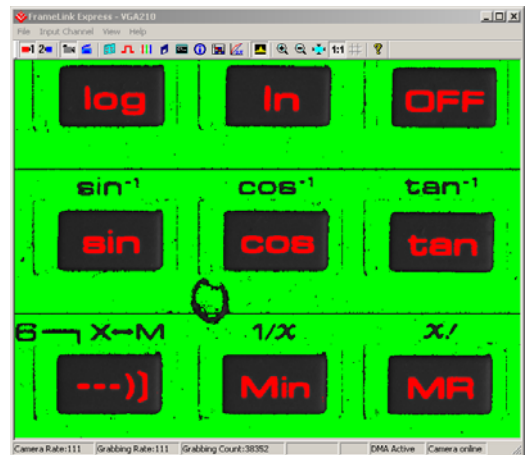 FrameLink Express - VGA210
File Input Channel View Help
1 2 1:1 ?
log ln OFF
sin⁻¹ cos⁻¹ tan⁻¹
sin cos tan
X↔M 1/x x!
---)] Min MR
Camera Rate:111 Grabbing Rate:111 Grabbing Count:38352 DMA Active Camera online